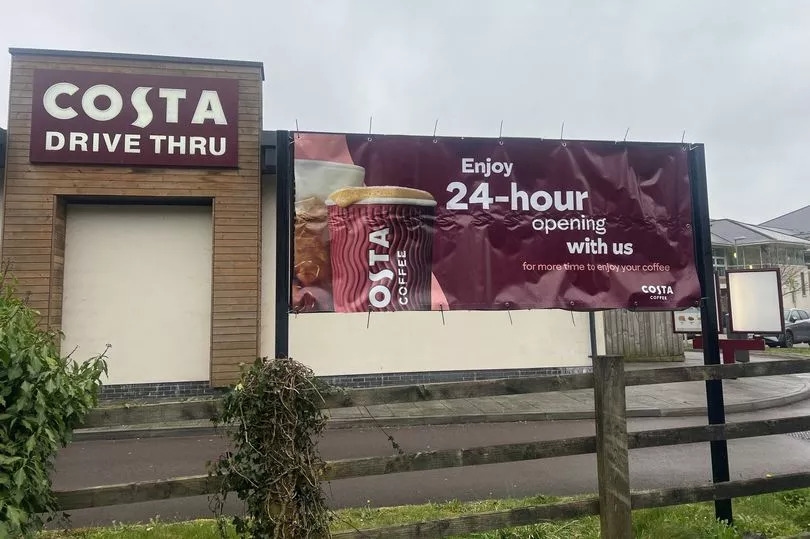 COSTA
DRIVE THRU
Enjoy
24-hour
opening
with us
for more time to enjoy your coffee
COSTA
COFFEE
OSTA
COFFEE